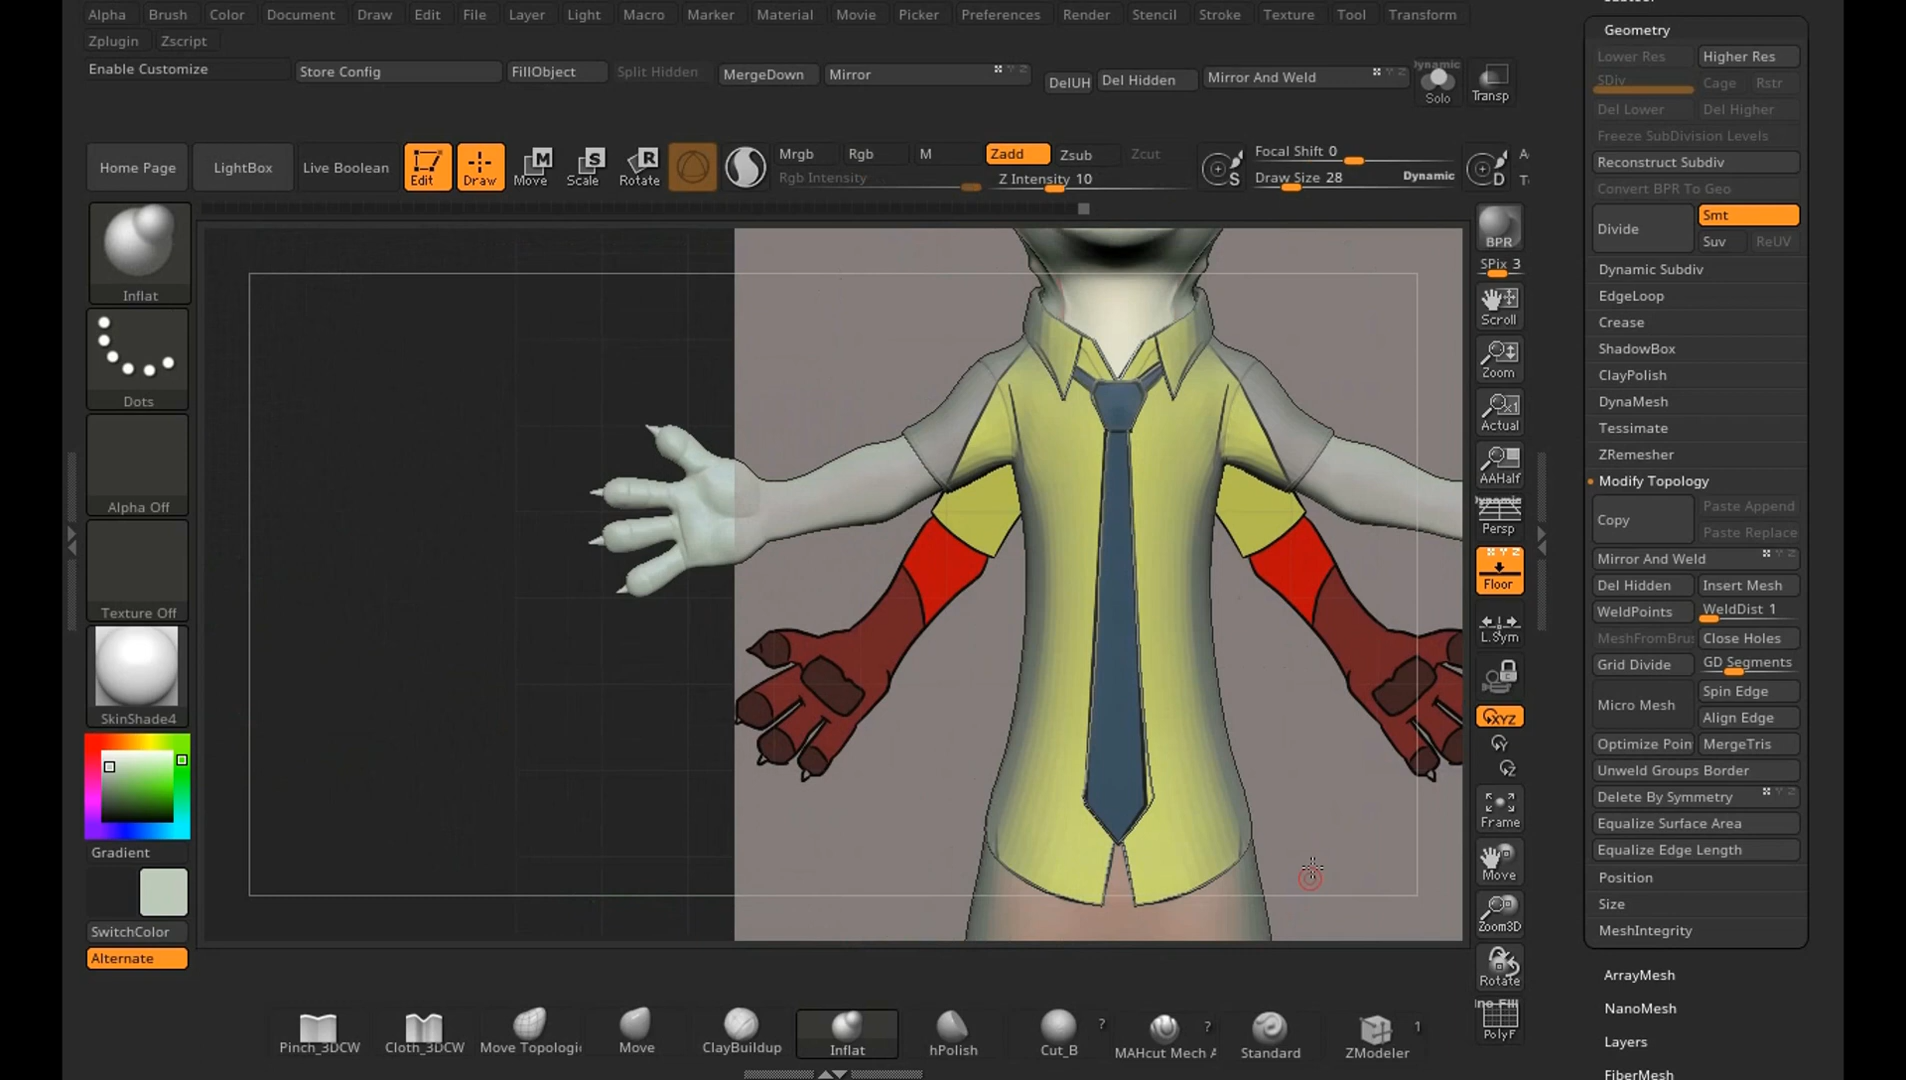 Alpha Brush Color Document Draw Edit File Layer Light Macro Marker Material Movie Picker Preferences Render Stencil Stroke Texture Tool Transform
Zplugin Zscript
Enable Customize Store Config FillObject Split Hidden MergeDown Mirror DelUH Del Hidden Mirror And Weld Dynamic Solo Transp
Home Page LightBox Live Boolean Edit Draw Move Scale Rotate
M S R
Mrgb Rgb M Zadd Zsub Zcut
Rgb Intensity Z Intensity 10
S Focal Shift 0 D
Draw Size 28 Dynamic
Inflat
Dots
Alpha Off
Texture Off
SkinShade4
Gradient
SwitchColor
Alternate
BPR
SPix 3
Scroll
Zoom
Actual
AAHalf
Dynamic
Persp
Floor
L.Sym
XYZ
Y
Z
Frame
Move
Zoom3D
Rotate
PolyF
Geometry
Lower Res Higher Res
SDiv Cage Rstr
Del Lower Del Higher
Freeze SubDivision Levels
Reconstruct Subdiv
Convert BPR To Geo
Divide Smt
Suv ReUV
Dynamic Subdiv
EdgeLoop
Crease
ShadowBox
ClayPolish
DynaMesh
Tessimate
ZRemesher
Modify Topology
Copy Paste Append
Paste Replace
Mirror And Weld
Del Hidden Insert Mesh
WeldPoints WeldDist 1
MeshFromBru Close Holes
Grid Divide GD Segments
Micro Mesh Spin Edge
Align Edge
Optimize Poin MergeTris
Unweld Groups Border
Delete By Symmetry
Equalize Surface Area
Equalize Edge Length
Position
Size
MeshIntegrity
ArrayMesh
NanoMesh
Layers
FiberMesh
Pinch_3DCW Cloth_3DCW Move Topologi Move ClayBuildup Inflat hPolish Cut_B ? MAHcut Mech A ? Standard ZModeler 1